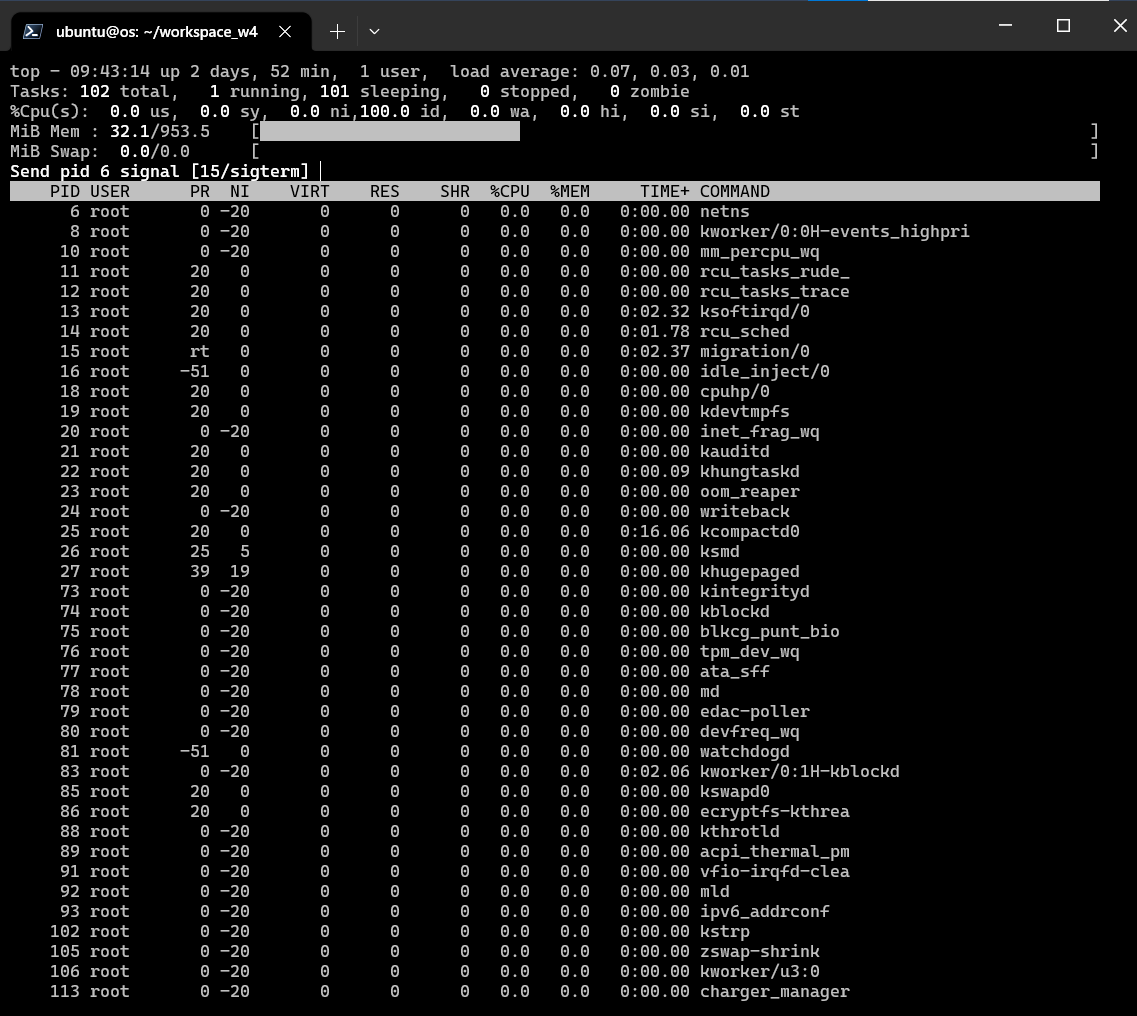 ubuntu@os: ~/workspace_w4
top - 09:43:14 up 2 days, 52 min,  1 user,  load average: 0.07, 0.03, 0.01
Tasks: 102 total,   1 running, 101 sleeping,   0 stopped,   0 zombie
%Cpu(s):  0.0 us,  0.0 sy,  0.0 ni,100.0 id,  0.0 wa,  0.0 hi,  0.0 si,  0.0 st
MiB Mem : 32.1/953.5    [                                                                                   ]
MiB Swap:  0.0/0.0      [                                                                                   ]
Send pid 6 signal [15/sigterm]
    PID USER      PR  NI    VIRT    RES    SHR  %CPU  %MEM     TIME+ COMMAND
      6 root       0 -20       0      0      0   0.0   0.0   0:00.00 netns
      8 root       0 -20       0      0      0   0.0   0.0   0:00.00 kworker/0:0H-events_highpri
     10 root       0 -20       0      0      0   0.0   0.0   0:00.00 mm_percpu_wq
     11 root      20   0       0      0      0   0.0   0.0   0:00.00 rcu_tasks_rude_
     12 root      20   0       0      0      0   0.0   0.0   0:00.00 rcu_tasks_trace
     13 root      20   0       0      0      0   0.0   0.0   0:02.32 ksoftirqd/0
     14 root      20   0       0      0      0   0.0   0.0   0:01.78 rcu_sched
     15 root      rt   0       0      0      0   0.0   0.0   0:02.37 migration/0
     16 root     -51   0       0      0      0   0.0   0.0   0:00.00 idle_inject/0
     18 root      20   0       0      0      0   0.0   0.0   0:00.00 cpuhp/0
     19 root      20   0       0      0      0   0.0   0.0   0:00.00 kdevtmpfs
     20 root       0 -20       0      0      0   0.0   0.0   0:00.00 inet_frag_wq
     21 root      20   0       0      0      0   0.0   0.0   0:00.00 kauditd
     22 root      20   0       0      0      0   0.0   0.0   0:00.09 khungtaskd
     23 root      20   0       0      0      0   0.0   0.0   0:00.00 oom_reaper
     24 root       0 -20       0      0      0   0.0   0.0   0:00.00 writeback
     25 root      20   0       0      0      0   0.0   0.0   0:16.06 kcompactd0
     26 root      25   5       0      0      0   0.0   0.0   0:00.00 ksmd
     27 root      39  19       0      0      0   0.0   0.0   0:00.00 khugepaged
     73 root       0 -20       0      0      0   0.0   0.0   0:00.00 kintegrityd
     74 root       0 -20       0      0      0   0.0   0.0   0:00.00 kblockd
     75 root       0 -20       0      0      0   0.0   0.0   0:00.00 blkcg_punt_bio
     76 root       0 -20       0      0      0   0.0   0.0   0:00.00 tpm_dev_wq
     77 root       0 -20       0      0      0   0.0   0.0   0:00.00 ata_sff
     78 root       0 -20       0      0      0   0.0   0.0   0:00.00 md
     79 root       0 -20       0      0      0   0.0   0.0   0:00.00 edac-poller
     80 root       0 -20       0      0      0   0.0   0.0   0:00.00 devfreq_wq
     81 root     -51   0       0      0      0   0.0   0.0   0:00.00 watchdogd
     83 root       0 -20       0      0      0   0.0   0.0   0:02.06 kworker/0:1H-kblockd
     85 root      20   0       0      0      0   0.0   0.0   0:00.00 kswapd0
     86 root      20   0       0      0      0   0.0   0.0   0:00.00 ecryptfs-kthrea
     88 root       0 -20       0      0      0   0.0   0.0   0:00.00 kthrotld
     89 root       0 -20       0      0      0   0.0   0.0   0:00.00 acpi_thermal_pm
     91 root       0 -20       0      0      0   0.0   0.0   0:00.00 vfio-irqfd-clea
     92 root       0 -20       0      0      0   0.0   0.0   0:00.00 mld
     93 root       0 -20       0      0      0   0.0   0.0   0:00.00 ipv6_addrconf
    102 root       0 -20       0      0      0   0.0   0.0   0:00.00 kstrp
    105 root       0 -20       0      0      0   0.0   0.0   0:00.00 zswap-shrink
    106 root       0 -20       0      0      0   0.0   0.0   0:00.00 kworker/u3:0
    113 root       0 -20       0      0      0   0.0   0.0   0:00.00 charger_manager